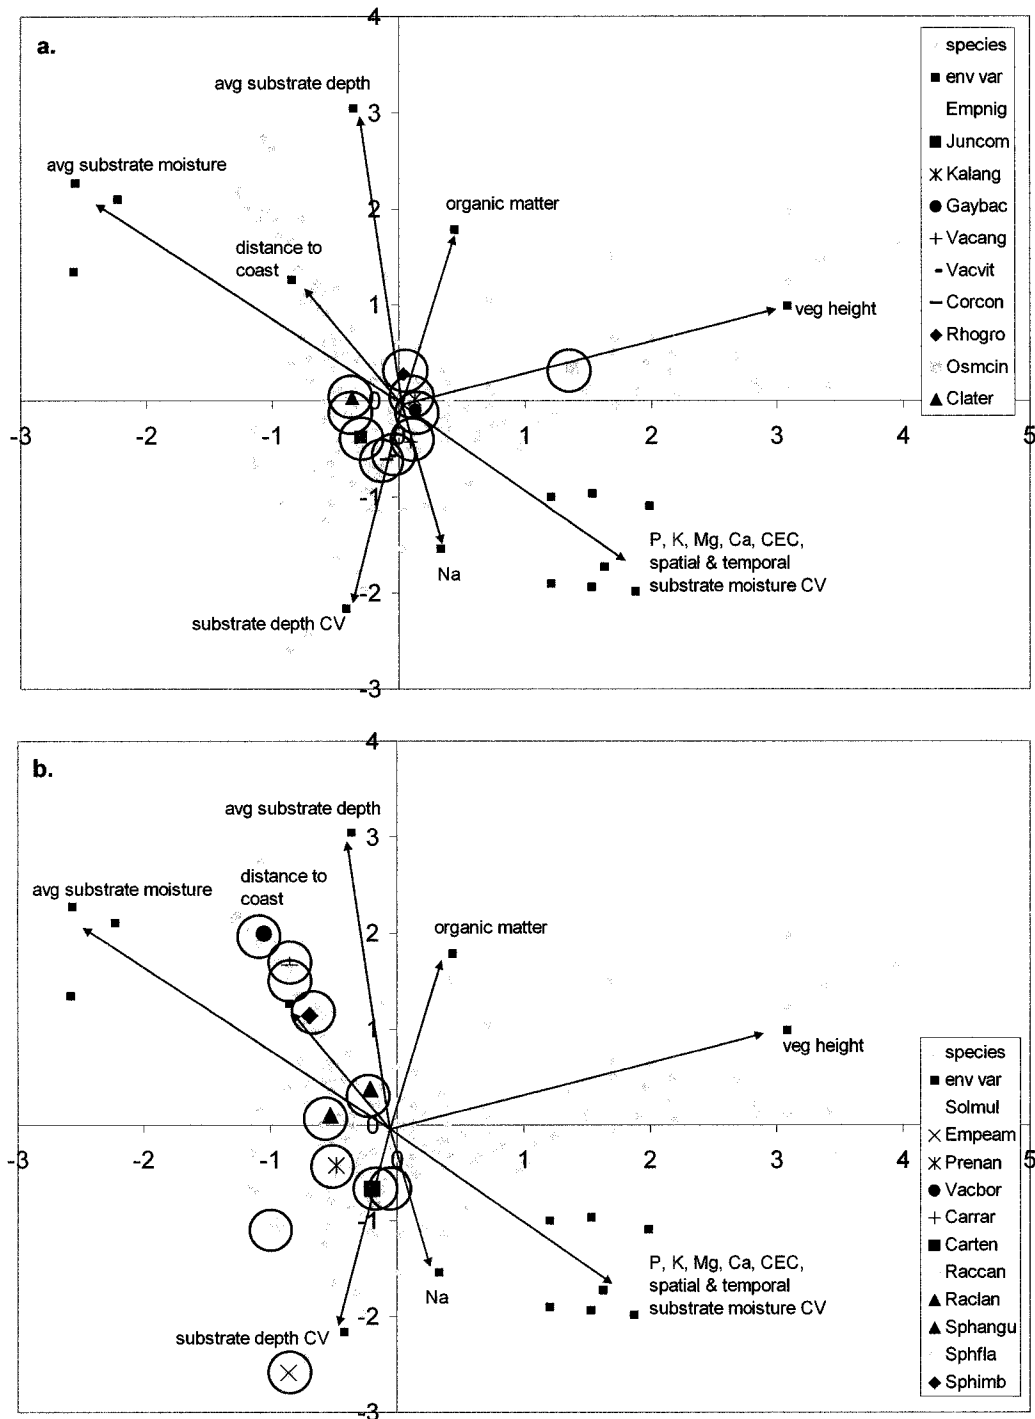 a.
4
3
2
1
0
-1
-2
-3
-3
-2
-1
0
1
2
3
4
5
avg substrate depth
avg substrate moisture
organic matter
distance to
coast
veg height
P, K, Mg, Ca, CEC,
spatial & temporal
substrate moisture CV
Na
substrate depth CV
species
env var
Empnig
Juncom
Kalang
Gaybac
Vacang
Vacvit
Corcon
Rhogro
Osmcin
Clater
b.
4
3
2
1
0
-1
-2
-3
-3
-2
-1
0
1
2
3
4
5
avg substrate depth
distance to
coast
avg substrate moisture
organic matter
veg height
P, K, Mg, Ca, CEC,
spatial & temporal
substrate moisture CV
Na
substrate depth CV
species
env var
Solmul
Empeam
Prenan
Vacbor
Carrar
Carten
Raccan
Raclan
Sphangu
Sphfla
Sphimb